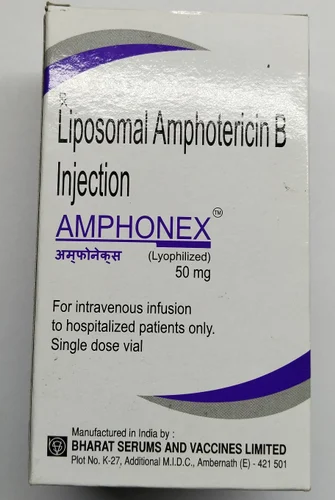 Rx
Liposomal Amphotericin B
Injection
AMPHONEX™
अम्फोनेक्स (Lyophilized)
50 mg
For intravenous infusion
to hospitalized patients only.
Single dose vial
Manufactured in India by :
BHARAT SERUMS AND VACCINES LIMITED
Plot No. K-27, Additional M.I.D.C., Ambernath (E) - 421 501